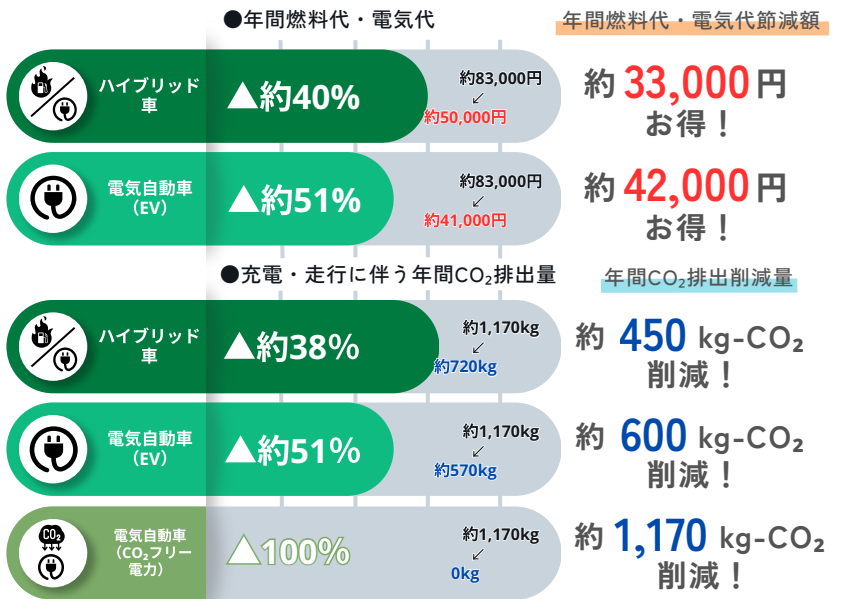 ●年間燃料代・電気代
年間燃料代・電気代節減額
ハイブリッド
車
▲約40%
約83,000円
↙
約50,000円
約 33,000 円
お得！
電気自動車
（EV）
▲約51%
約83,000円
↙
約41,000円
約 42,000 円
お得！
●充電・走行に伴う年間CO₂排出量
年間CO₂排出削減量
ハイブリッド
車
▲約38%
約1,170kg
↙
約720kg
約 450 kg-CO₂
削減！
電気自動車
（EV）
▲約51%
約1,170kg
↙
約570kg
約 600 kg-CO₂
削減！
CO₂
電気自動車
（CO₂フリー
電力）
▲100%
約1,170kg
↙
0kg
約 1,170 kg-CO₂
削減！